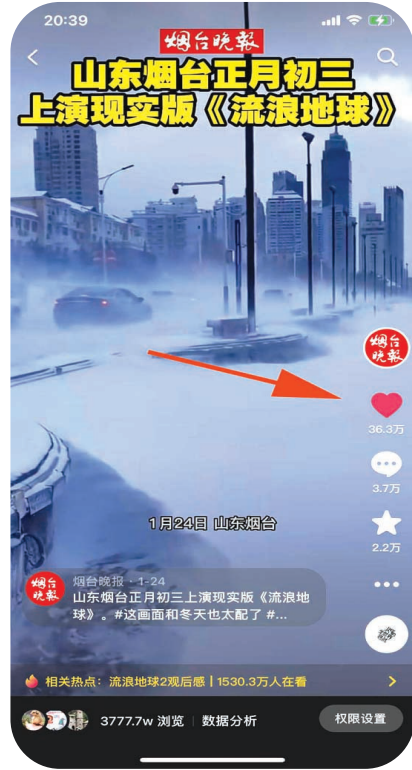 20:39
烟台晚报
山东烟台正月初三
上演现实版《流浪地球》
烟台
晚报
36.3万
3.7万
1月24日 山东烟台
2.2万
烟台
晚报
烟台晚报 · 1-24
山东烟台正月初三上演现实版《流浪地
球》。#这画面和冬天也太配了 #...
相关热点：流浪地球2观后感 | 1530.3万人在看
3777.7w 浏览 | 数据分析
权限设置